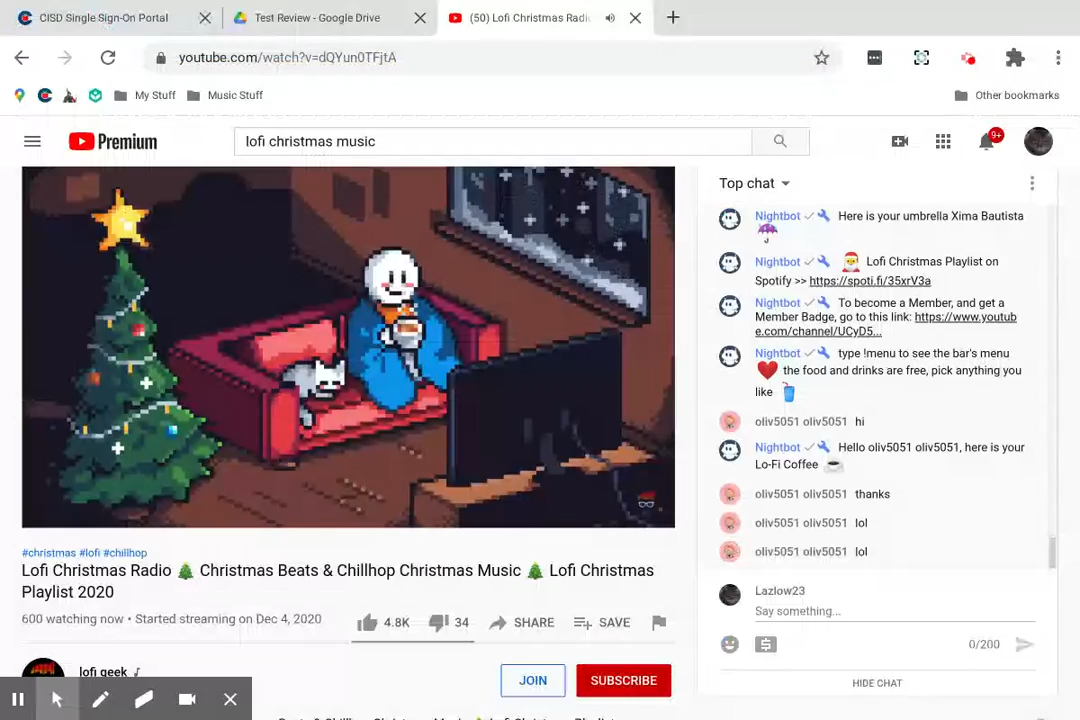 CISD Single Sign-On Portal
Test Review - Google Drive
(50) Lofi Christmas Radi
youtube.com/watch?v=dQYun0TFjtA
My Stuff
Music Stuff
Other bookmarks
Premium
lofi christmas music
9+
Top chat
Nightbot Here is your umbrella Xima Bautista
Nightbot Lofi Christmas Playlist on
Spotify >> https://spoti.fi/35xrV3a
Nightbot To become a Member, and get a
Member Badge, go to this link: https://www.youtub
e.com/channel/UCyD5...
Nightbot type !menu to see the bar's menu
the food and drinks are free, pick anything you
like
oliv5051 oliv5051 hi
Nightbot Hello oliv5051 oliv5051, here is your
Lo-Fi Coffee
oliv5051 oliv5051 thanks
oliv5051 oliv5051 lol
oliv5051 oliv5051 lol
Lazlow23
Say something...
0/200
HIDE CHAT
#christmas #lofi #chillhop
Lofi Christmas Radio 🎄 Christmas Beats & Chillhop Christmas Music 🎄 Lofi Christmas
Playlist 2020
600 watching now • Started streaming on Dec 4, 2020
4.8K
34
SHARE
SAVE
lofi geek
JOIN
SUBSCRIBE